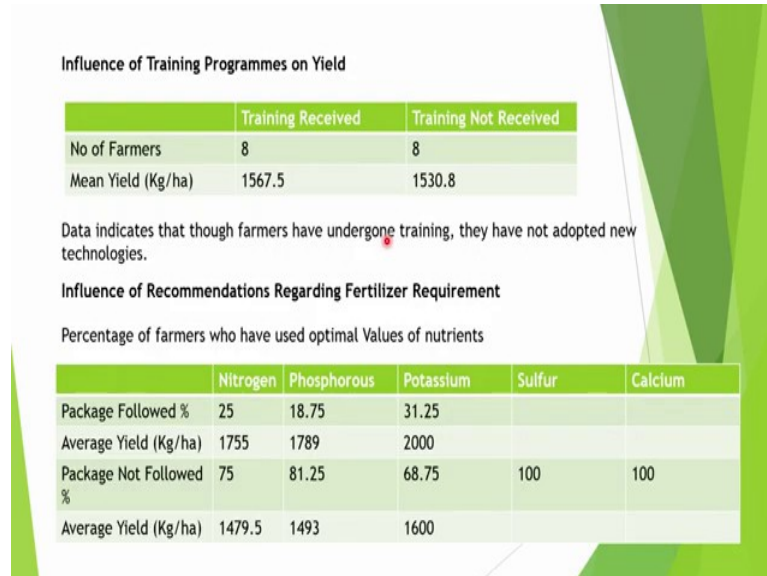 Influence of Training Programmes on Yield
Training Received Training Not Received
No of Farmers 8 8
Mean Yield (Kg/ha) 1567.5 1530.8
Data indicates that though farmers have undergone training, they have not adopted new
technologies.
Influence of Recommendations Regarding Fertilizer Requirement
Percentage of farmers who have used optimal Values of nutrients
Nitrogen Phosphorous Potassium Sulfur Calcium
Package Followed % 25 18.75 31.25
Average Yield (Kg/ha) 1755 1789 2000
Package Not Followed 75 81.25 68.75 100 100
%
Average Yield (Kg/ha) 1479.5 1493 1600